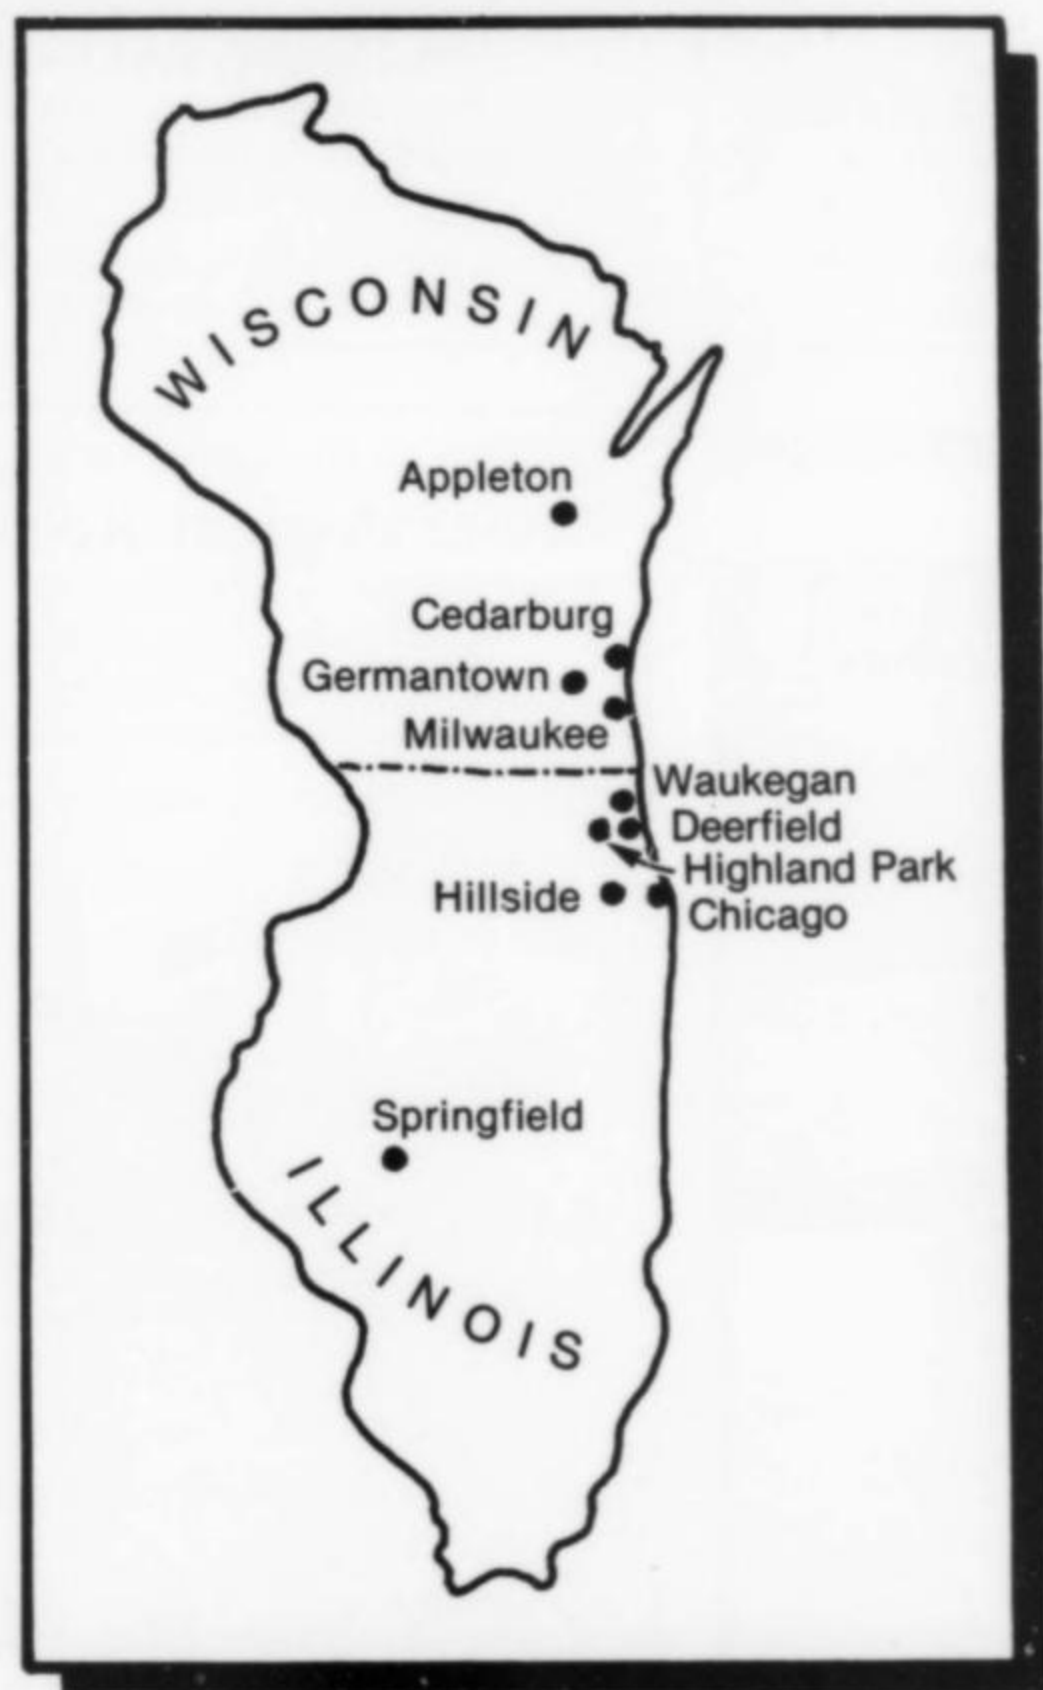 WISCONSIN
Appleton
Cedarburg
Germantown
Milwaukee
Waukegan
Deerfield
Highland Park
Hillside
Chicago
Springfield
ILLINOIS